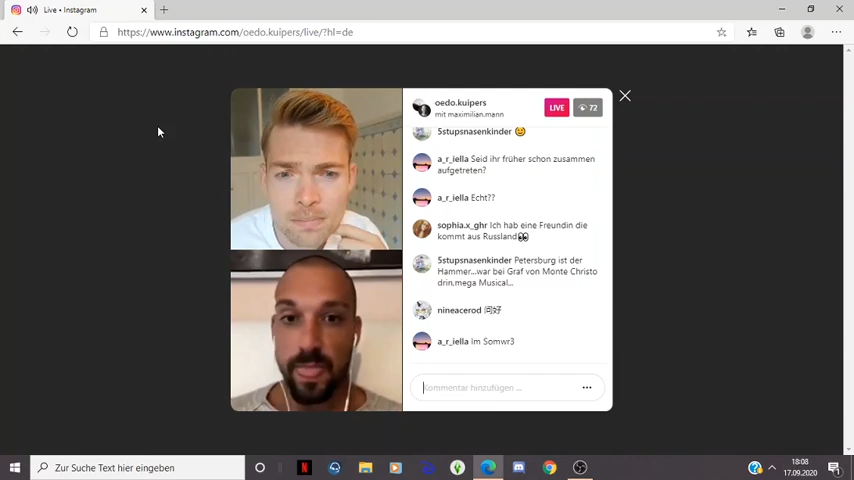 Live • Instagram
https://www.instagram.com/oedo.kuipers/live/?hl=de
oedo.kuipers
mit maximilian.mann
LIVE
72
5stupsnasenkinder 😉
a_r_iella Seid ihr früher schon zusammen
aufgetreten?
a_r_iella Echt??
sophia.x_ghr Ich hab eine Freundin die
kommt aus Russland👀
5stupsnasenkinder Petersburg ist der
Hammer...war bei Graf von Monte Christo
drin.mega Musical...
nineacerod 问好
a_r_iella Im Somwr3
Kommentar hinzufügen ...
Zur Suche Text hier eingeben
18:08
17.09.2020